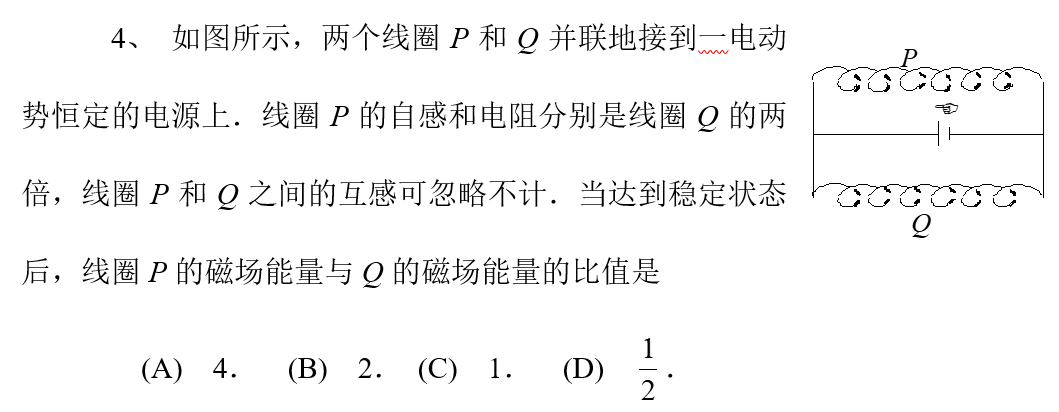 4、 如图所示，两个线圈 P 和 Q 并联地接到一电动
势恒定的电源上．线圈 P 的自感和电阻分别是线圈 Q 的两
倍，线圈 P 和 Q 之间的互感可忽略不计．当达到稳定状态
后，线圈 P 的磁场能量与 Q 的磁场能量的比值是
(A) 4． (B) 2． (C) 1． (D) 1/2．
P
Q